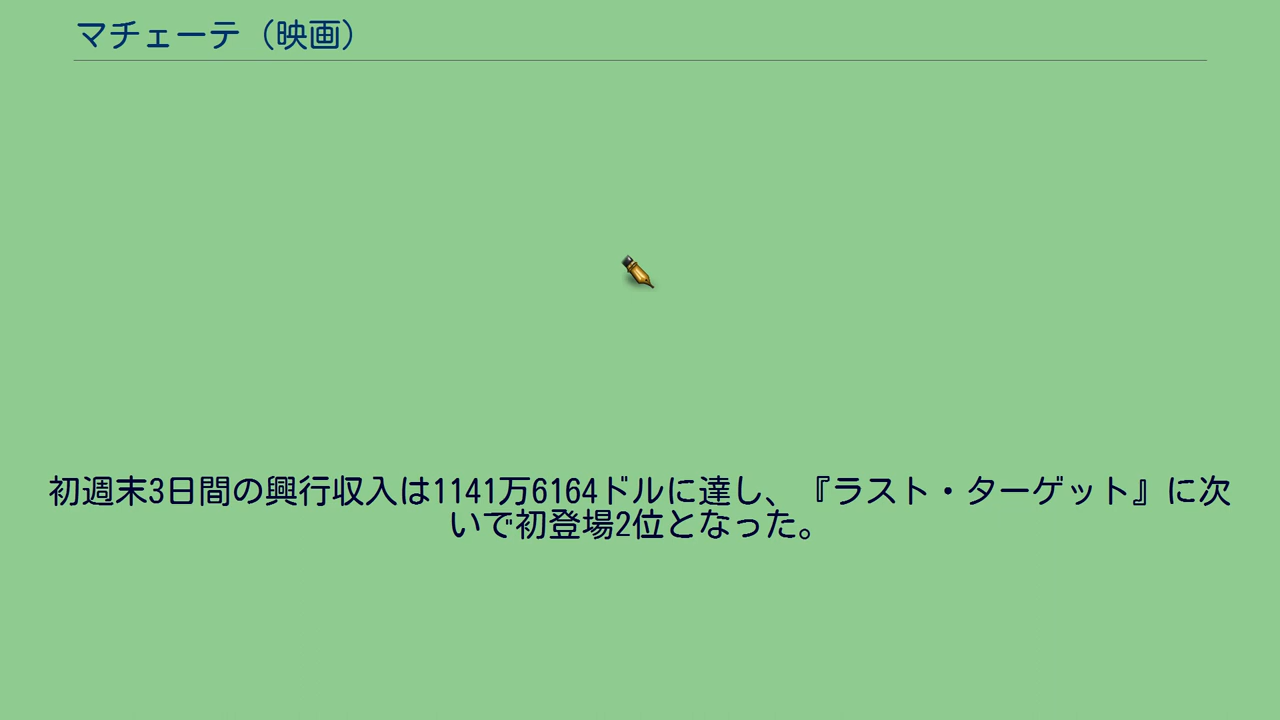 マチェーテ（映画）
初週末3日間の興行収入は1141万6164ドルに達し、『ラスト・ターゲット』に次
いで初登場2位となった。